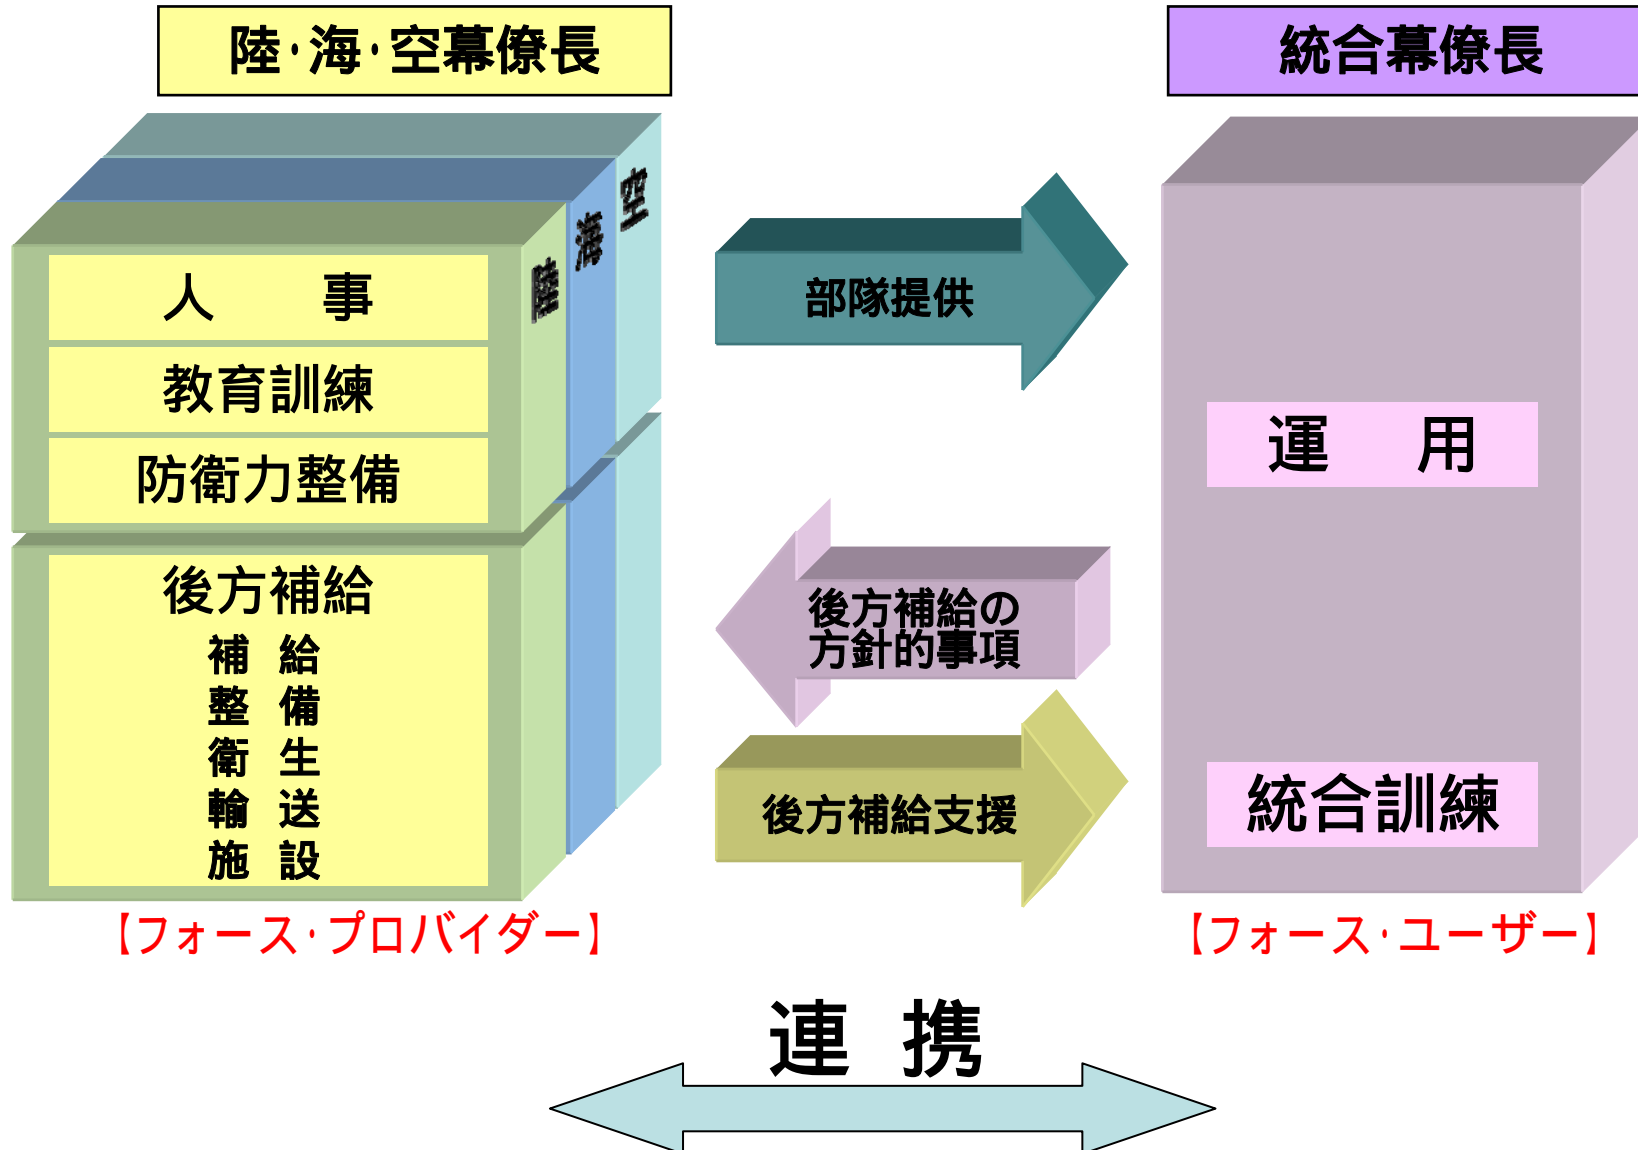 陸・海・空幕僚長
統合幕僚長
空
海
陸
人　事
教育訓練
防衛力整備
後方補給
補　給
整　備
衛　生
輸　送
施　設
【フォース・プロバイダー】
部隊提供
後方補給の
方針的事項
後方補給支援
運　用
統合訓練
【フォース・ユーザー】
連　携